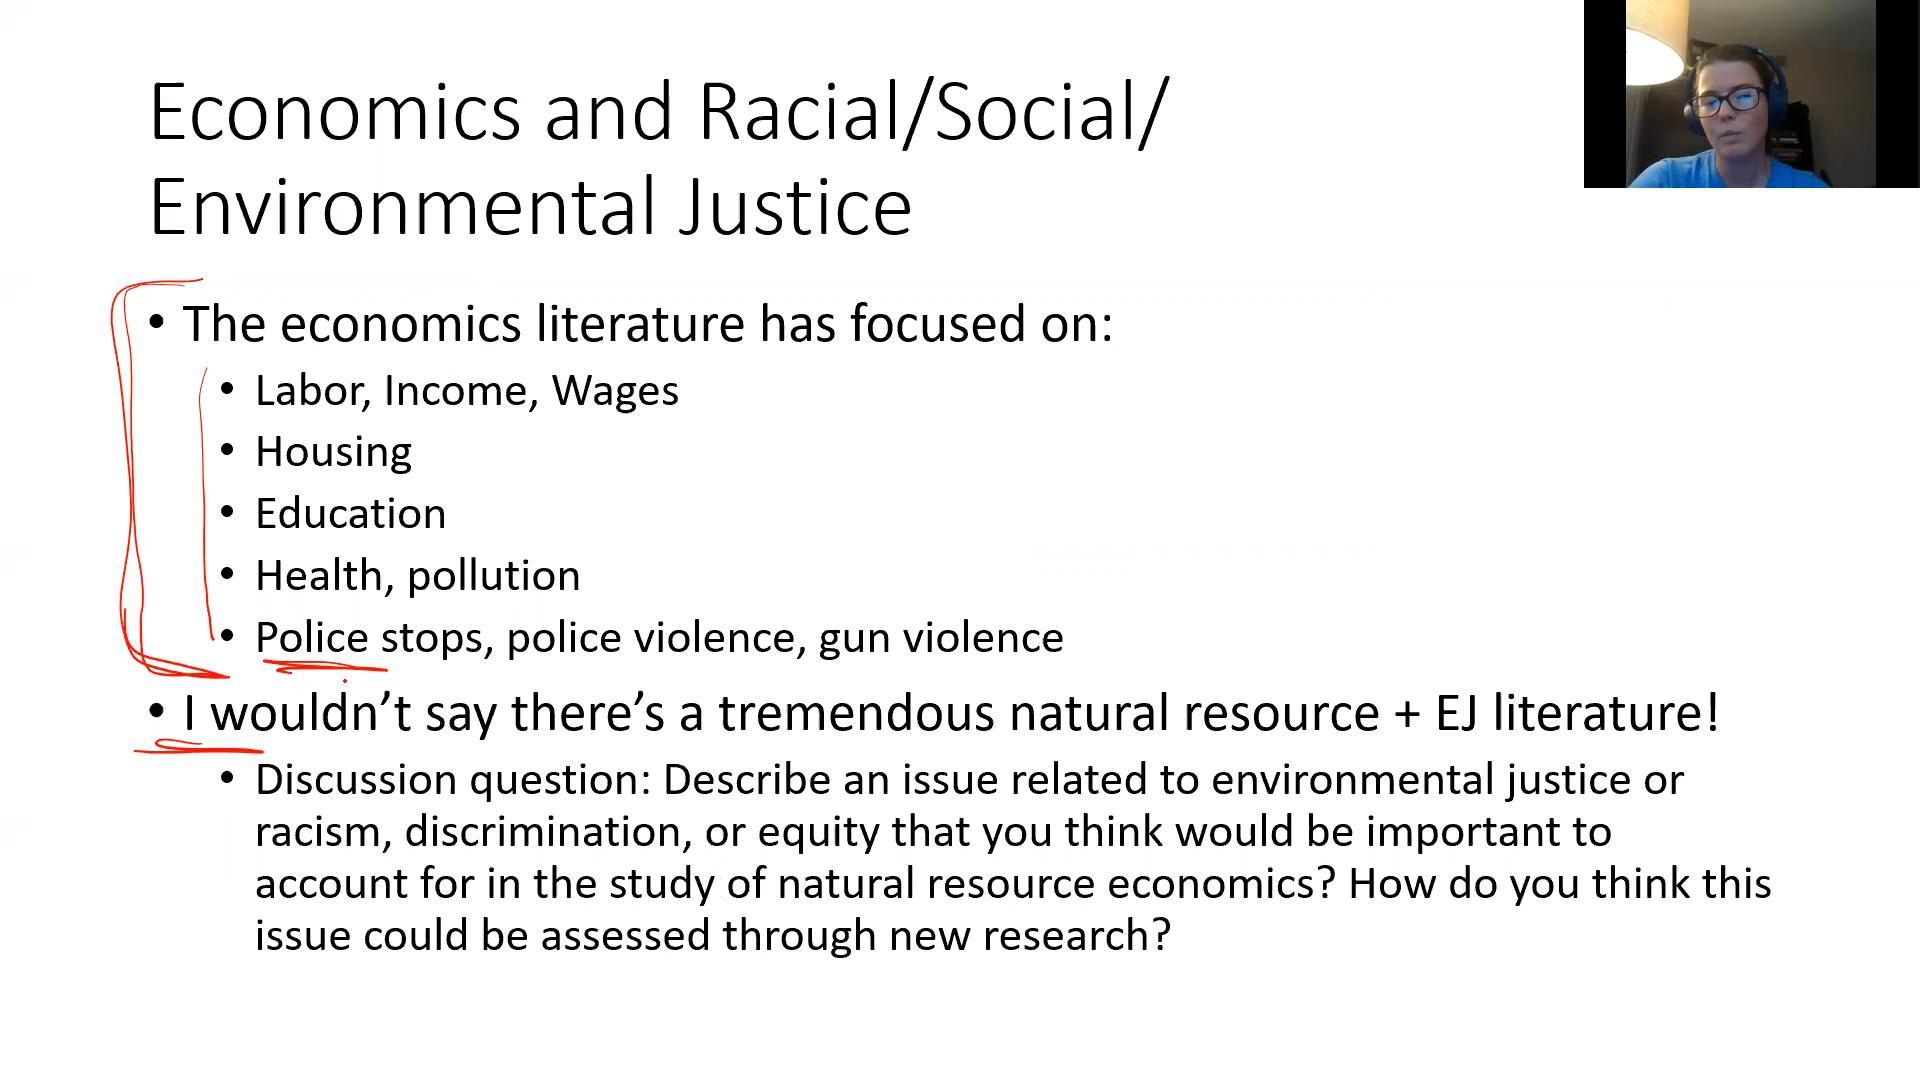 Economics and Racial/Social/
Environmental Justice
• The economics literature has focused on:
• Labor, Income, Wages
• Housing
• Education
• Health, pollution
• Police stops, police violence, gun violence
• I wouldn’t say there’s a tremendous natural resource + EJ literature!
• Discussion question: Describe an issue related to environmental justice or
racism, discrimination, or equity that you think would be important to
account for in the study of natural resource economics? How do you think this
issue could be assessed through new research?